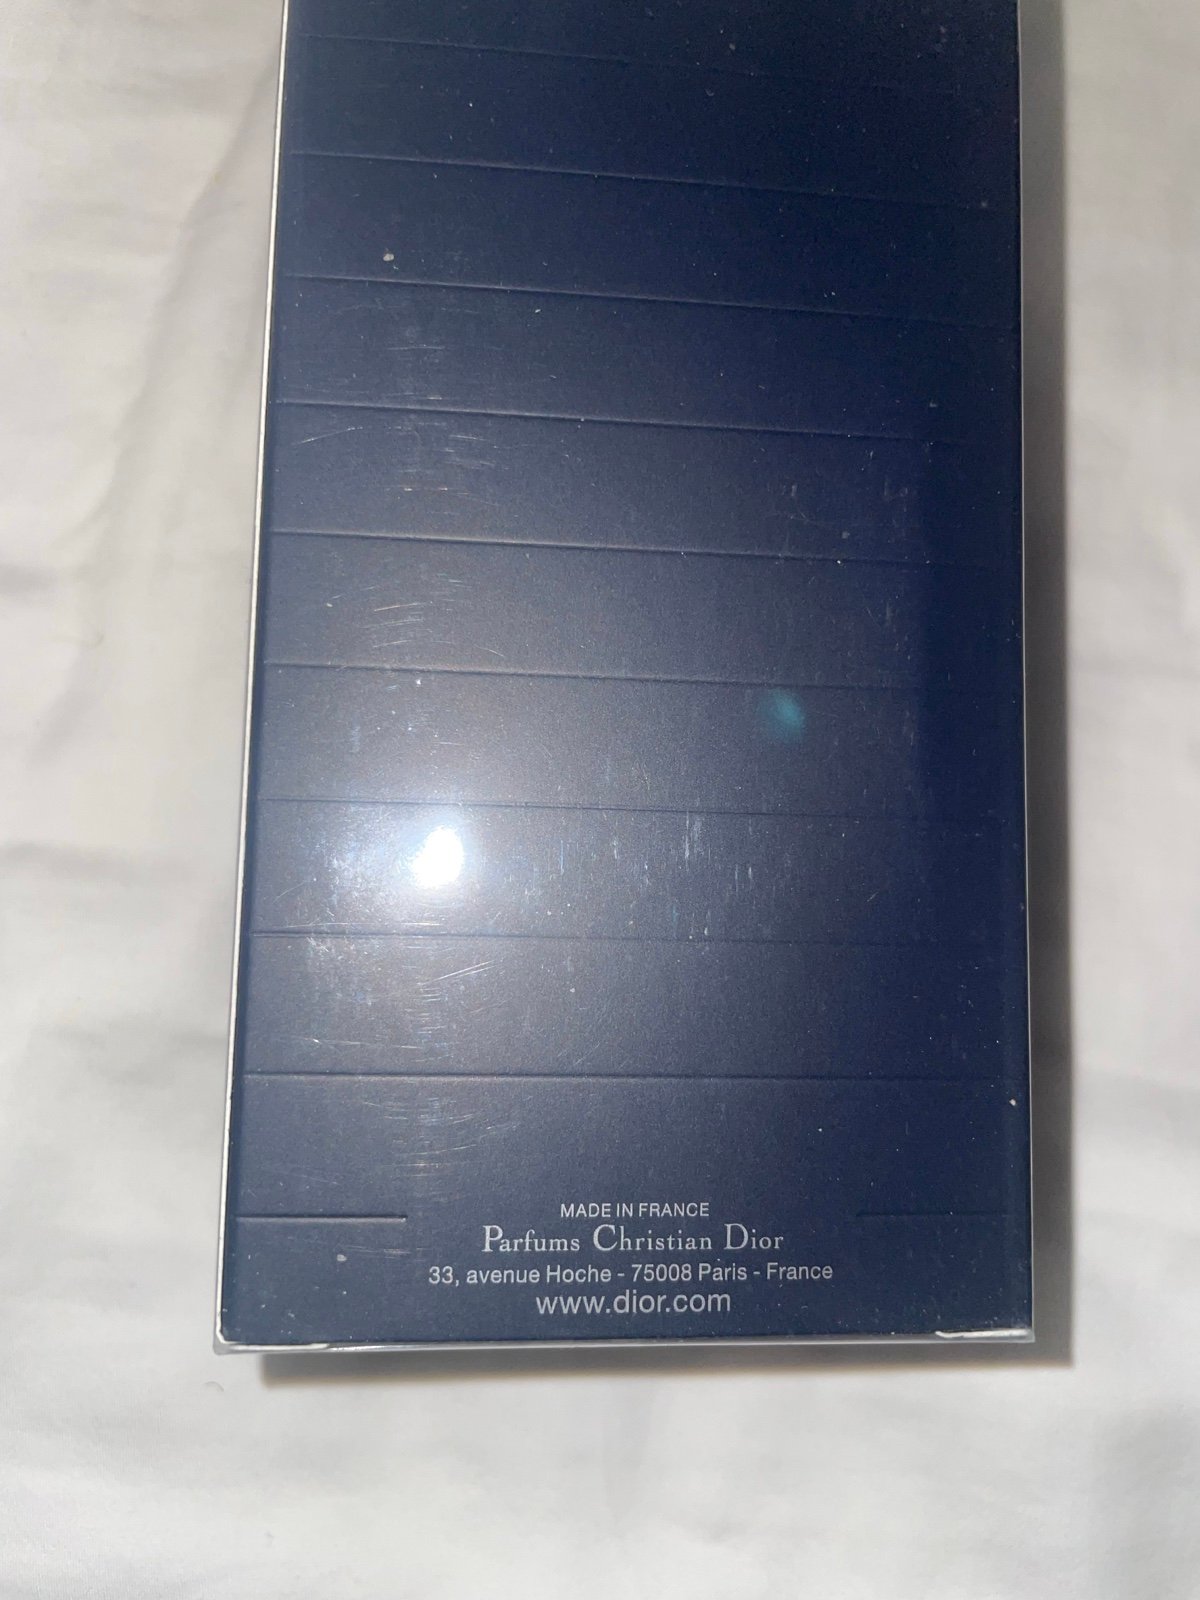 MADE IN FRANCE
Parfums Christian Dior
33, avenue Hoche - 75008 Paris - France
www.dior.com